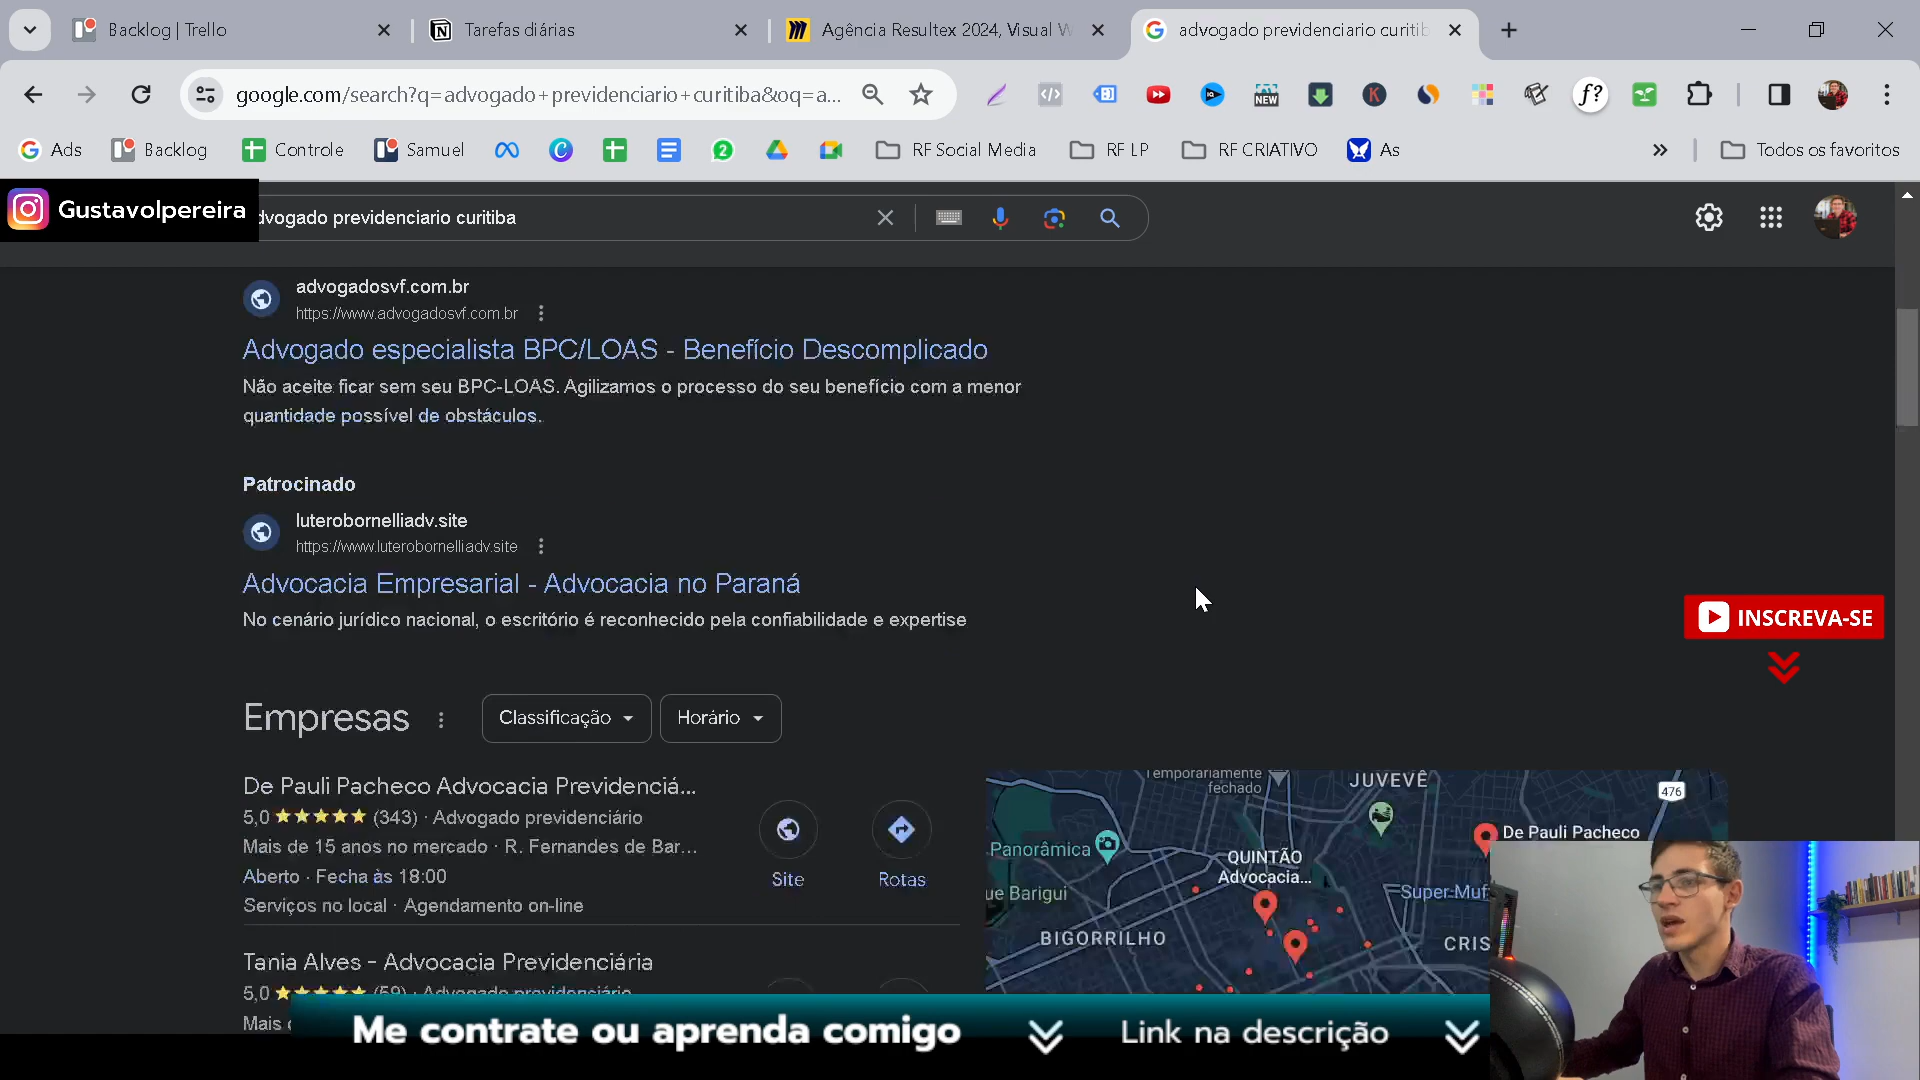 Backlog | Trello
Tarefas diárias
Agência Resultex 2024, Visual W
advogado previdenciario curitib
google.com/search?q=advogado+previdenciario+curitiba&oq=a...
NEW
K
f?
Ads
Backlog
Controle
Samuel
2
RF Social Media
RF LP
RF CRIATIVO
As
Todos os favoritos
Gustavolpereira
dvogado previdenciario curitiba
advogadosvf.com.br
https://www.advogadosvf.com.br
Advogado especialista BPC/LOAS - Benefício Descomplicado
Não aceite ficar sem seu BPC-LOAS. Agilizamos o processo do seu benefício com a menor
quantidade possível de obstáculos.
Patrocinado
luterobornelliadv.site
https://www.luterobornelliadv.site
Advocacia Empresarial - Advocacia no Paraná
No cenário jurídico nacional, o escritório é reconhecido pela confiabilidade e expertise
INSCREVA-SE
Empresas
Classificação
Horário
De Pauli Pacheco Advocacia Previdenciá...
5,0 (343) · Advogado previdenciário
Mais de 15 anos no mercado · R. Fernandes de Bar...
Aberto · Fecha às 18:00
Serviços no local · Agendamento on-line
Site
Rotas
Temporariamente
fechado
JUVEVÊ
476
De Pauli Pacheco
Panorâmica
QUINTÃO
Advocacia...
ue Barigui
Super Muf
BIGORRILHO
CRIS
Tania Alves - Advocacia Previdenciária
5,0 (59) · Advogado previdenciário
Mais
Me contrate ou aprenda comigo
Link na descrição